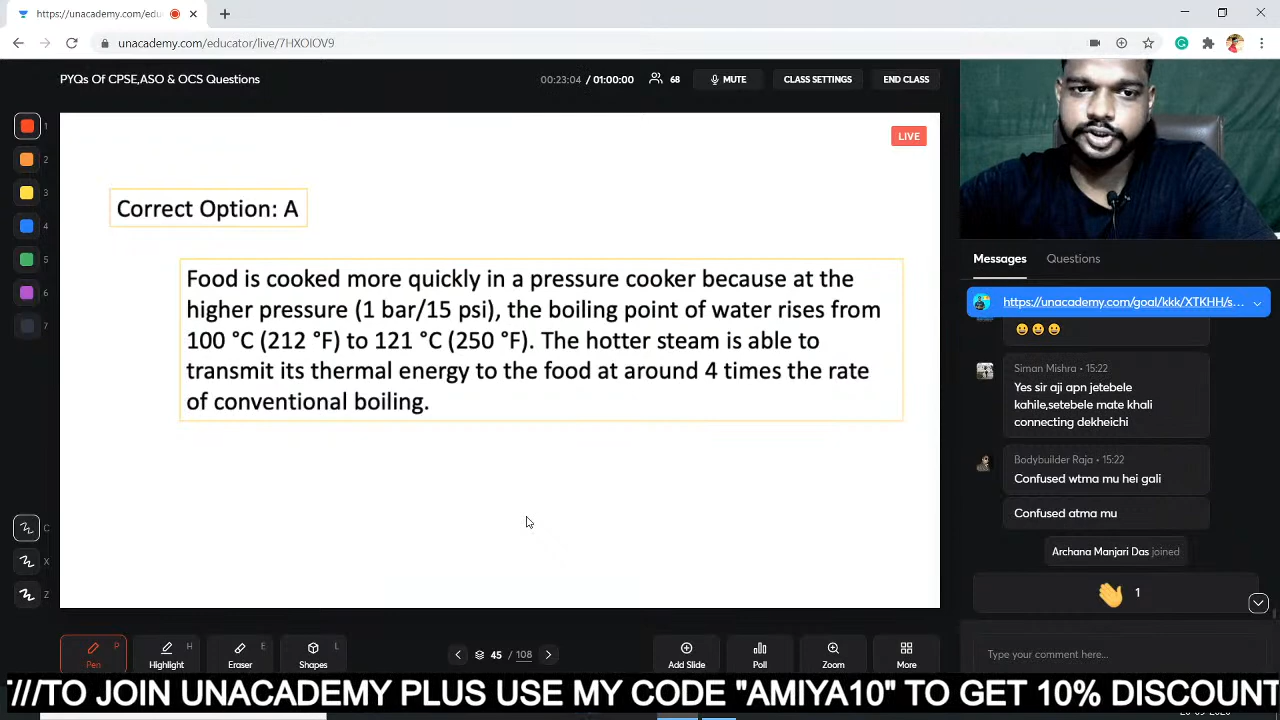 https://unacademy.com/edu
unacademy.com/educator/live/7HXOIOV9
PYQs Of CPSE,ASO & OCS Questions
00:23:04 / 01:00:00
68
MUTE
CLASS SETTINGS
END CLASS
LIVE
1
2
3
4
5
6
7
C
X
Z
Correct Option: A
Food is cooked more quickly in a pressure cooker because at the
higher pressure (1 bar/15 psi), the boiling point of water rises from
100 °C (212 °F) to 121 °C (250 °F). The hotter steam is able to
transmit its thermal energy to the food at around 4 times the rate
of conventional boiling.
Messages
Questions
https://unacademy.com/goal/kkk/XTKHH/s...
Siman Mishra • 15:22
Yes sir aji apn jetebele
kahile,setebele mate khali
connecting dekheichi
Bodybuilder Raja • 15:22
Confused wtma mu hei gali
Confused atma mu
Archana Manjari Das joined
1
Type your comment here...
P
Pen
H
Highlight
E
Eraser
L
Shapes
45 / 108
Add Slide
Poll
Zoom
More
///TO JOIN UNACADEMY PLUS USE MY CODE "AMIYA10" TO GET 10% DISCOUNT